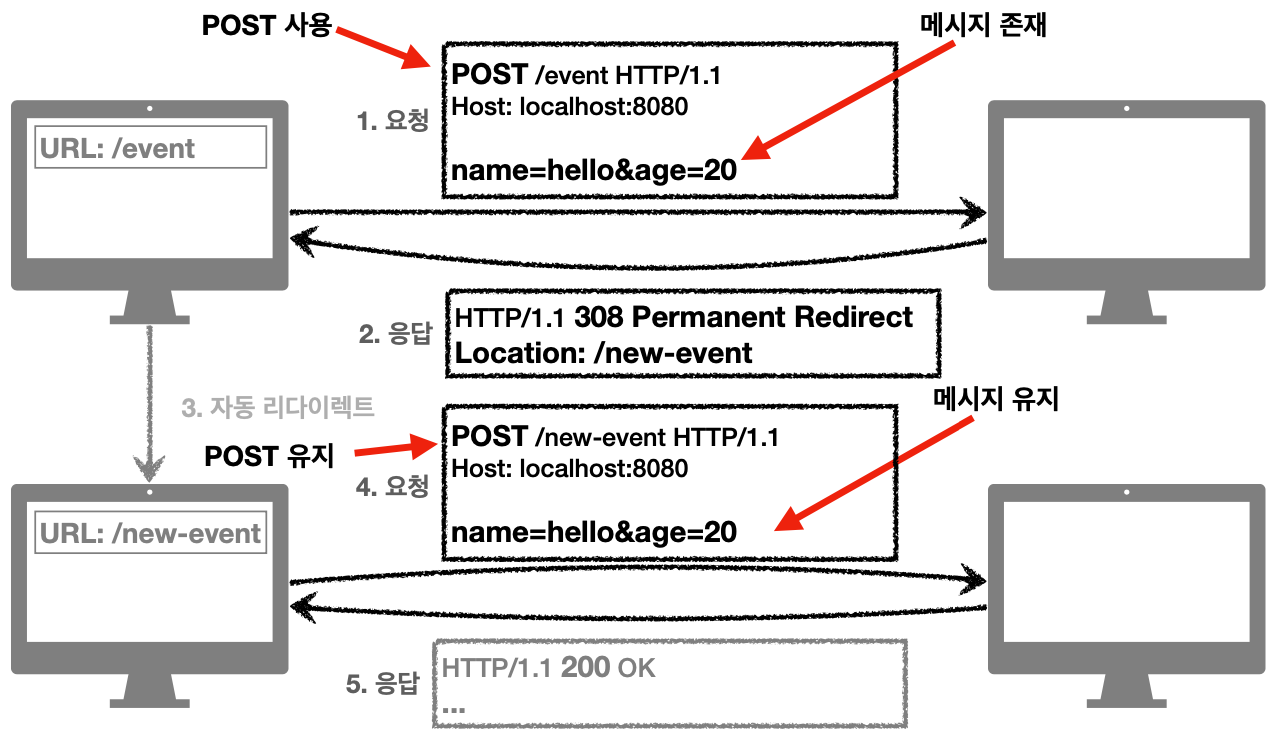 POST 사용
메시지 존재
POST /event HTTP/1.1
Host: localhost:8080
1. 요청
name=hello&age=20
URL: /event
HTTP/1.1 308 Permanent Redirect
2. 응답
Location: /new-event
3. 자동 리다이렉트
메시지 유지
POST 유지
POST /new-event HTTP/1.1
Host: localhost:8080
4. 요청
name=hello&age=20
URL: /new-event
HTTP/1.1 200 OK
5. 응답
...